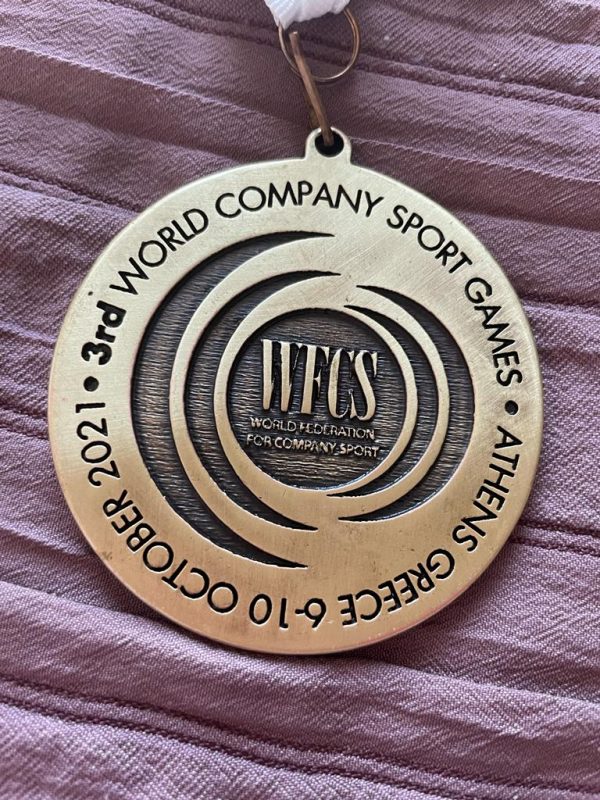 3rd WORLD COMPANY SPORT GAMES • ATHENS GREECE 6-10 OCTOBER 2021 •
WFCS
WORLD FEDERATION
FOR COMPANY SPORT